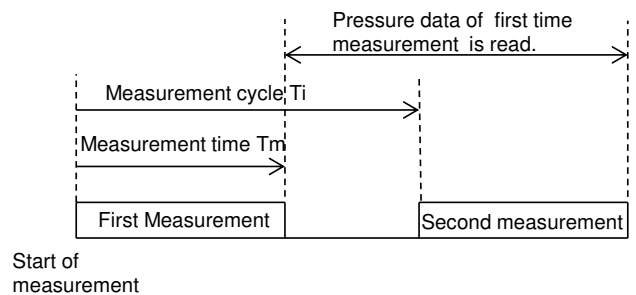 Pressure data of first time
measurement is read.
Measurement cycle Ti
Measurement time Tm
First Measurement
Second measurement
Start of
measurement